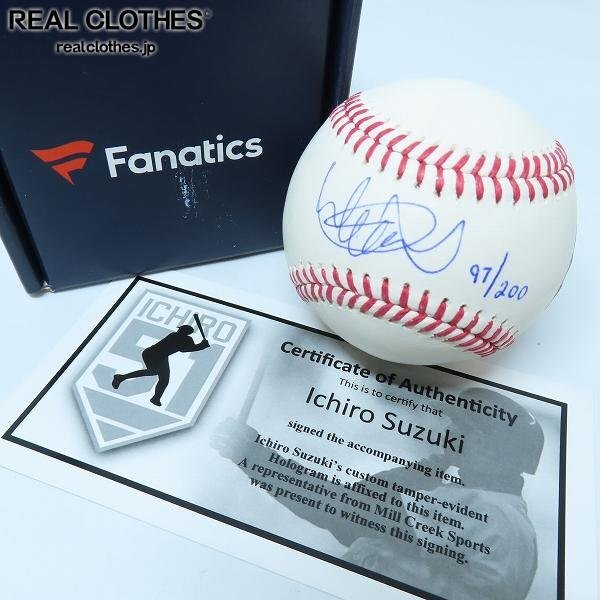 REAL CLOTHES
realclothes.jp
Fanatics
97/200
ICHIRO
51
Certificate of Authenticity
This is to certify that
Ichiro Suzuki
signed the accompanying item.
Ichiro Suzuki's custom tamper-evident
Hologram is affixed to this item.
A representative from Mill Creek Sports
was present to witness this signing.